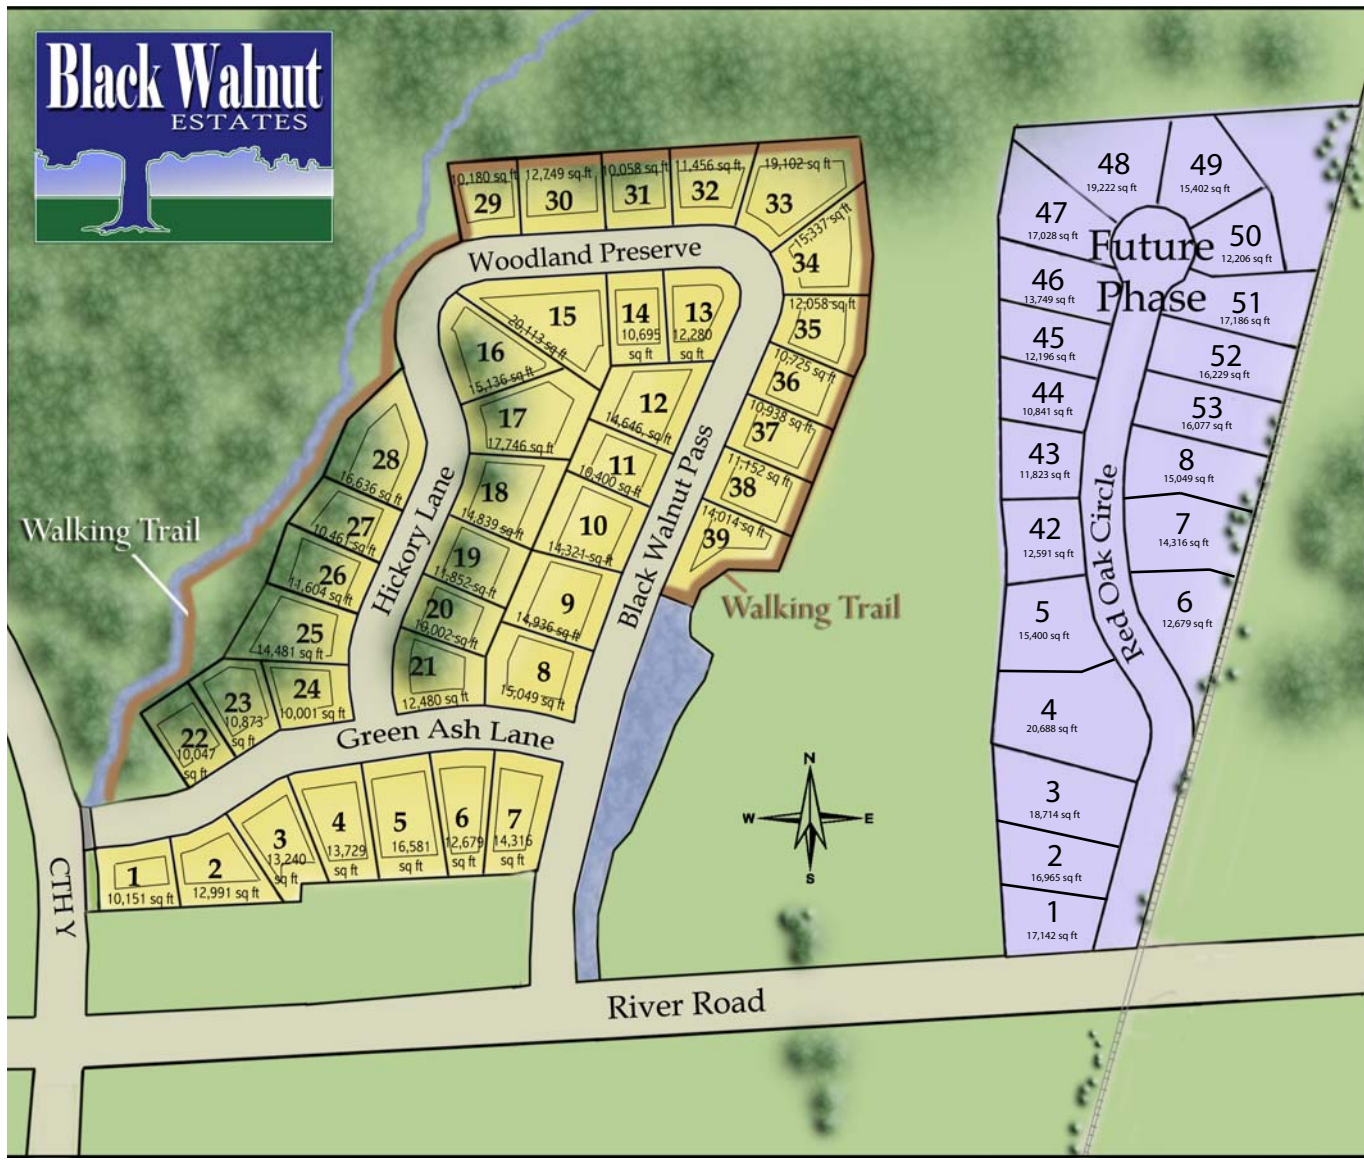 Black Walnut
ESTATES
10,180 sq ft
29
12,749 sq ft
30
10,058 sq ft
31
11,456 sq ft
32
19,102 sq ft
33
15,337 sq ft
34
12,058 sq ft
35
10,725 sq ft
36
10,938 sq ft
37
11,152 sq ft
38
14,014 sq ft
39
Woodland Preserve
15
20,113 sq ft
14
10,695
sq ft
13
12,280
sq ft
16
15,136 sq ft
12
14,646, sq ft
17
17,746 sq ft
11
10,400 sq ft
18
14,839 sq ft
10
14,321 sq ft
19
11,852 sq ft
9
14,936 sq ft
20
10,002 sq ft
21
12,480 sq ft
8
15,049 sq ft
28
16,636 sq ft
27
10,461 sq ft
26
11,604 sq ft
25
14,481 sq ft
24
10,001 sq ft
23
10,873
sq ft
22
10,047
sq ft
Hickory Lane
Black Walnut Pass
Walking Trail
Walking Trail
Green Ash Lane
1
10,151 sq ft
2
12,991 sq ft
3
13,240
sq ft
4
13,729
sq ft
5
16,581
sq ft
6
12,679
sq ft
7
14,316
sq ft
CTHY
River Road
N
W
E
S
Future
Phase
48
19,222 sq ft
49
15,402 sq ft
47
17,028 sq ft
50
12,206 sq ft
46
13,749 sq ft
51
17,186 sq ft
45
12,196 sq ft
52
16,229 sq ft
44
10,841 sq ft
53
16,077 sq ft
43
11,823 sq ft
8
15,049 sq ft
42
12,591 sq ft
7
14,316 sq ft
5
15,400 sq ft
6
12,679 sq ft
Red Oak Circle
4
20,688 sq ft
3
18,714 sq ft
2
16,965 sq ft
1
17,142 sq ft